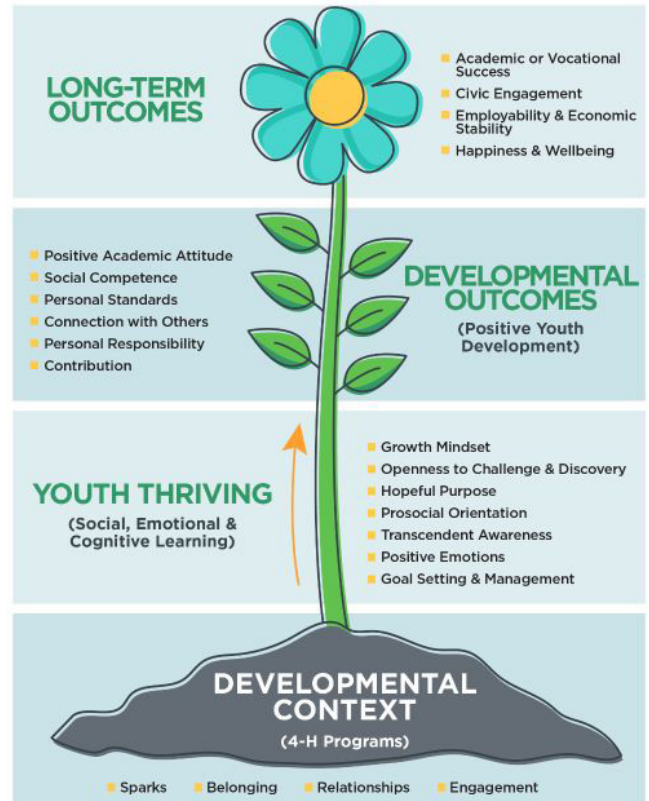 LONG-TERM
OUTCOMES
Academic or Vocational
Success
Civic Engagement
Employability & Economic
Stability
Happiness & Wellbeing
Positive Academic Attitude
Social Competence
Personal Standards
Connection with Others
Personal Responsibility
Contribution
DEVELOPMENTAL
OUTCOMES
(Positive Youth
Development)
YOUTH THRIVING
(Social, Emotional &
Cognitive Learning)
Growth Mindset
Openness to Challenge & Discovery
Hopeful Purpose
Prosocial Orientation
Transcendent Awareness
Positive Emotions
Goal Setting & Management
DEVELOPMENTAL
CONTEXT
(4-H Programs)
Sparks Belonging Relationships Engagement